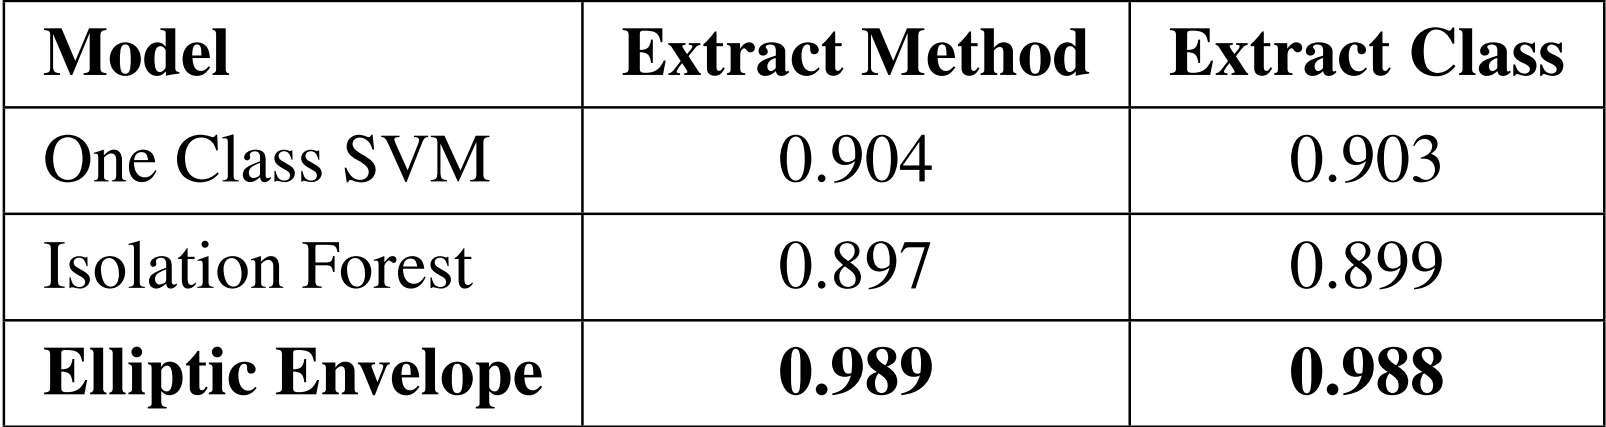 Model Extract Method Extract Class
One Class SVM 0.904 0.903
Isolation Forest 0.897 0.899
Elliptic Envelope 0.989 0.988